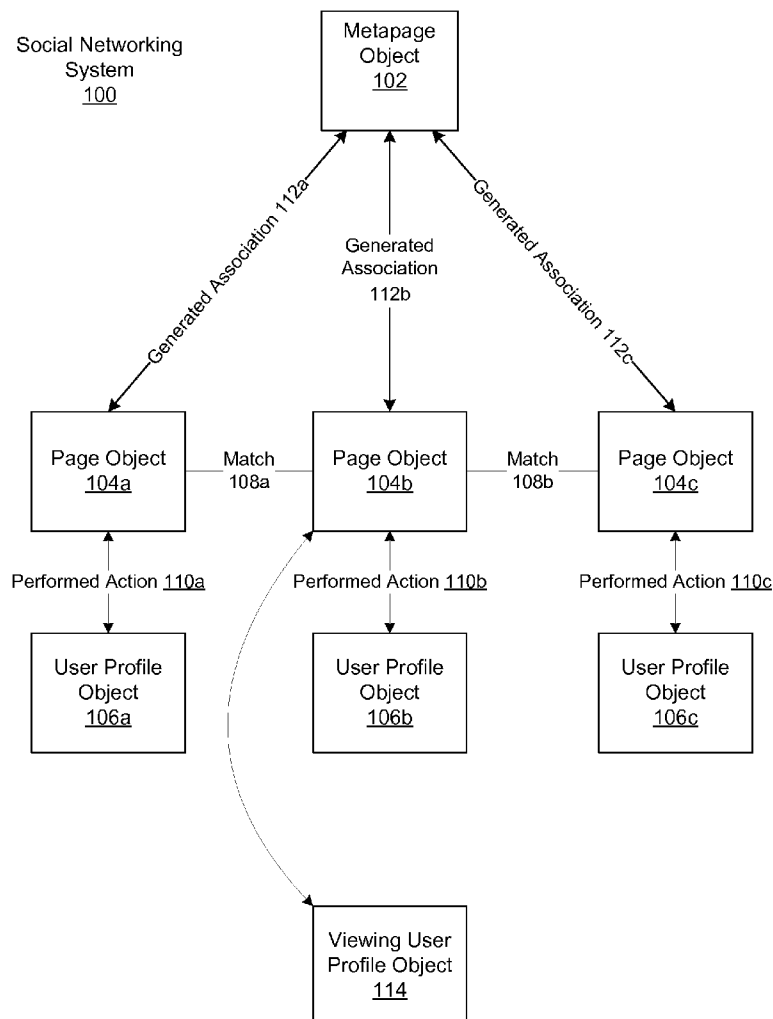 Social Networking
System
100
Metapage
Object
102
Generated Association 112a
Generated
Association
112b
Generated Association 112c
Page Object
104a
Match
108a
Page Object
104b
Match
108b
Page Object
104c
Performed Action 110a
Performed Action 110b
Performed Action 110c
User Profile
Object
106a
User Profile
Object
106b
User Profile
Object
106c
Viewing User
Profile Object
114